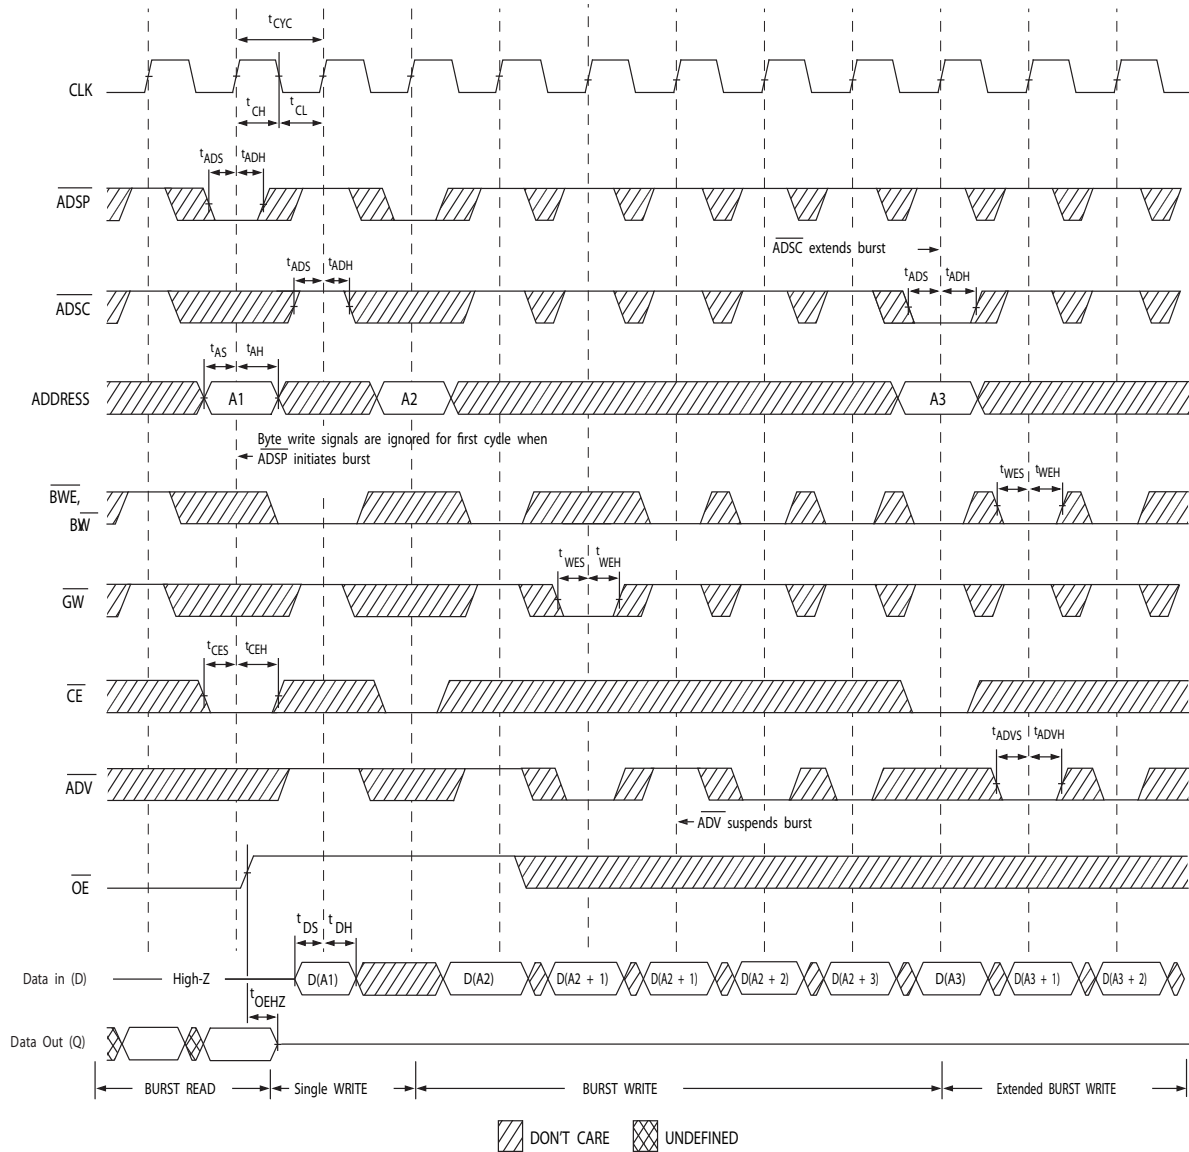 tCYC
CLK
tCH tCL
tADS tADH
ADSP
ADSC extends burst
tADS tADH tADS tADH
ADSC
tAS tAH
ADDRESS A1 A2 A3
Byte write signals are ignored for first cycle when
ADSP initiates burst
tWES tWEH
BWE,
BW
tWES tWEH
GW
tCES tCEH
CE
tADVS tADVH
ADV
ADV suspends burst
OE
tDS tDH
Data in (D) High-Z D(A1) D(A2) D(A2 + 1) D(A2 + 1) D(A2 + 2) D(A2 + 3) D(A3) D(A3 + 1) D(A3 + 2)
tOEHZ
Data Out (Q)
BURST READ Single WRITE BURST WRITE Extended BURST WRITE
DON'T CARE UNDEFINED